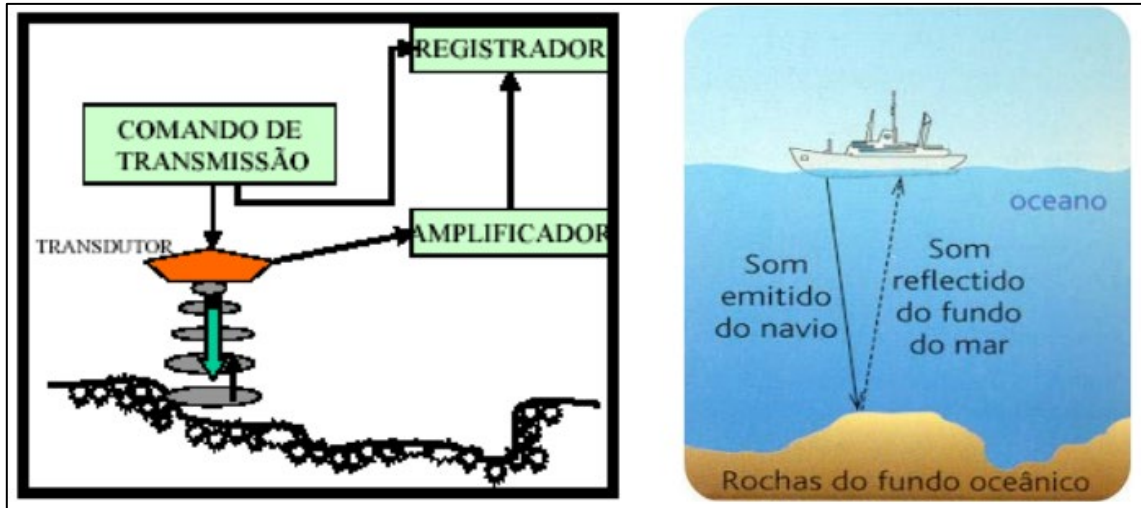 REGISTRADOR
COMANDO DE
TRANSMISSÃO
TRANSDUTOR
AMPLIFICADOR
oceano
Som
emitido
do navio
Som
reflectido
do fundo
do mar
Rochas do fundo oceânico